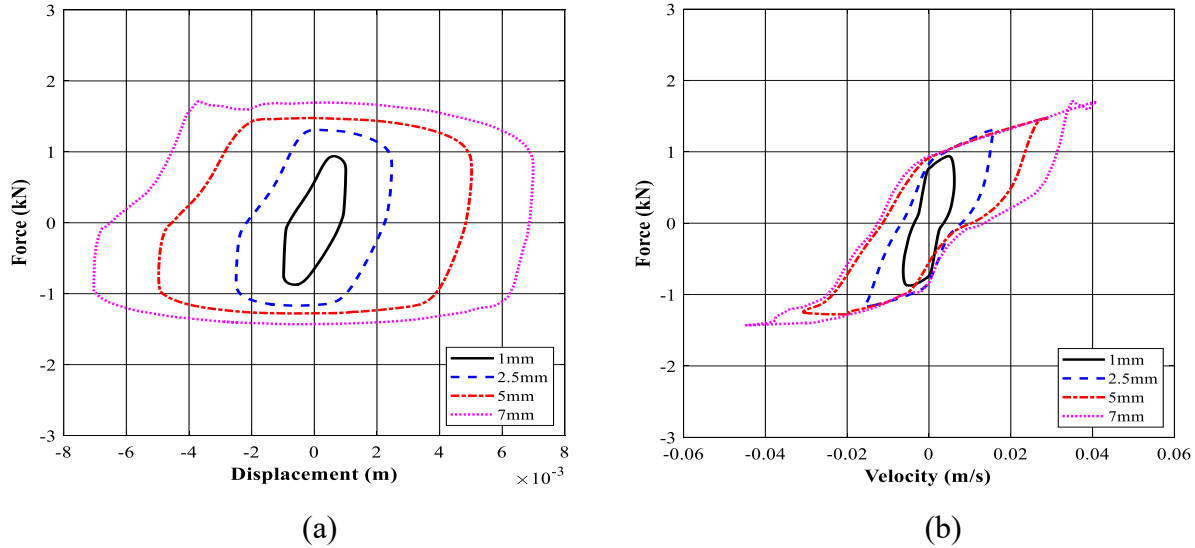 3
2
1
0
-1
-2
-3
Force (kN)
-8
-6
-4
-2
0
2
4
6
8
Displacement (m)
×10⁻³
1mm
2.5mm
5mm
7mm
(a)
3
2
1
0
-1
-2
-3
Force (kN)
-0.06
-0.04
-0.02
0
0.02
0.04
0.06
Velocity (m/s)
1mm
2.5mm
5mm
7mm
(b)